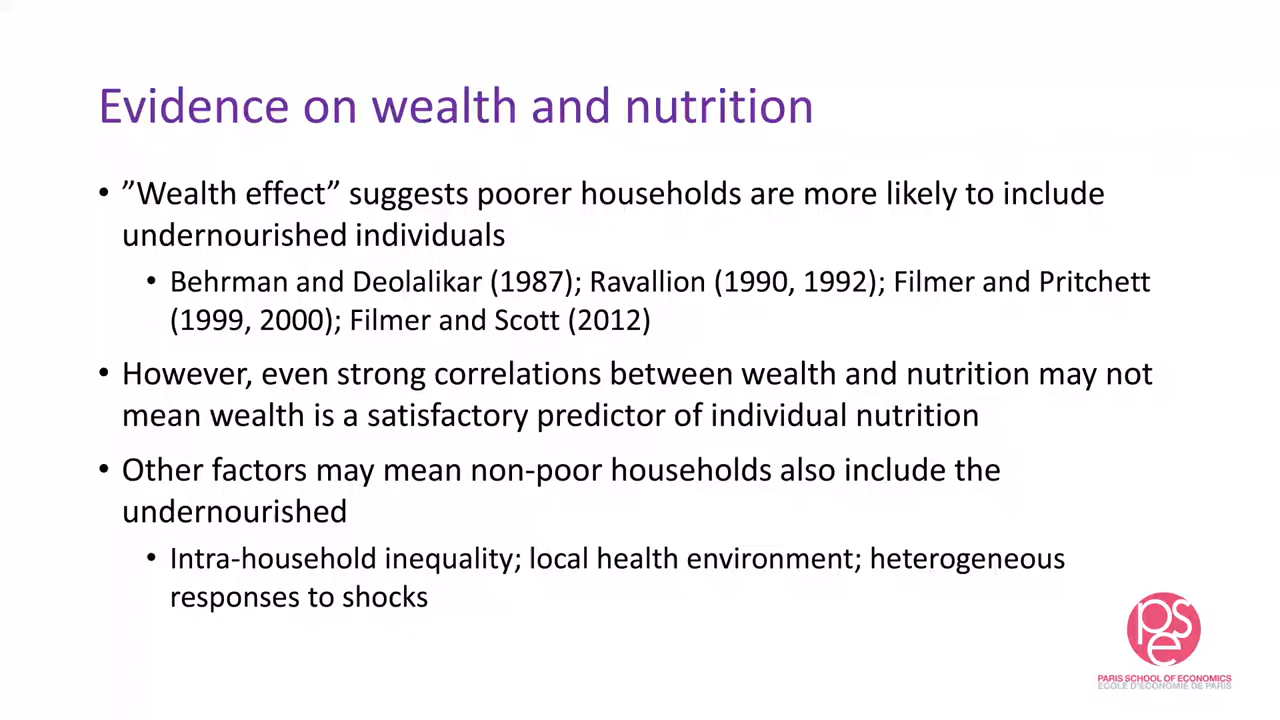 Evidence on wealth and nutrition
• ”Wealth effect” suggests poorer households are more likely to include
undernourished individuals
• Behrman and Deolalikar (1987); Ravallion (1990, 1992); Filmer and Pritchett
(1999, 2000); Filmer and Scott (2012)
• However, even strong correlations between wealth and nutrition may not
mean wealth is a satisfactory predictor of individual nutrition
• Other factors may mean non-poor households also include the
undernourished
• Intra-household inequality; local health environment; heterogeneous
responses to shocks
pse
PARIS SCHOOL OF ECONOMICS
ECOLE D'ECONOMIE DE PARIS